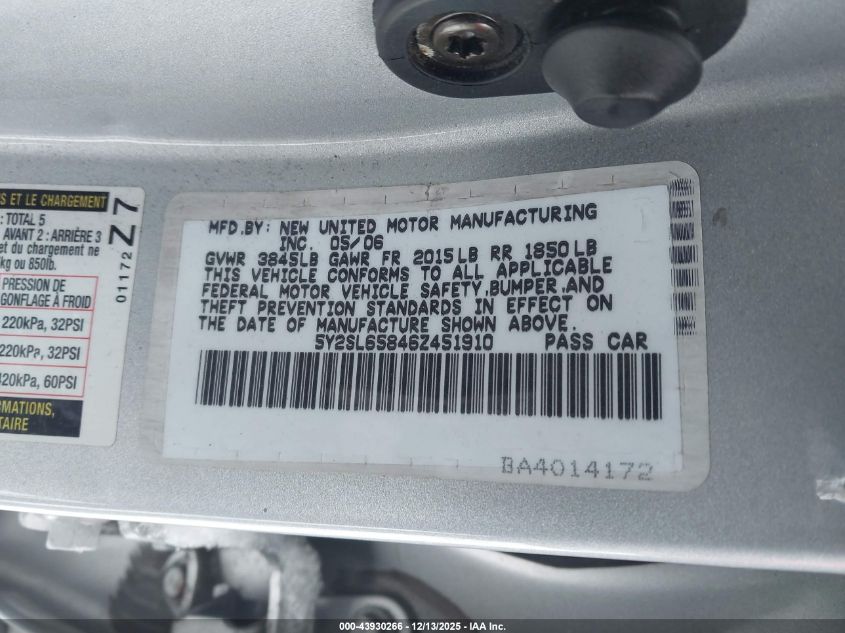 S ET LE CHARGEMENT
: TOTAL 5
AVANT 2 : ARRIÈRE 3
et du chargement ne
kg ou 850lb.
PRESSION DE
GONFLAGE À FROID
220kPa, 32PSI
220kPa, 32PSI
420kPa, 60PSI
RMATIONS,
TAIRE
01172
Z7
MFD.BY: NEW UNITED MOTOR MANUFACTURING
INC. 05/06
GVWR 3845LB GAWR FR 2015LB RR 1850LB
THIS VEHICLE CONFORMS TO ALL APPLICABLE
FEDERAL MOTOR VEHICLE SAFETY,BUMPER,AND
THEFT PREVENTION STANDARDS IN EFFECT ON
THE DATE OF MANUFACTURE SHOWN ABOVE.
5Y2SL65846Z451910 PASS CAR
BA4014172
000-43930266 - 12/13/2025 - IAA Inc.